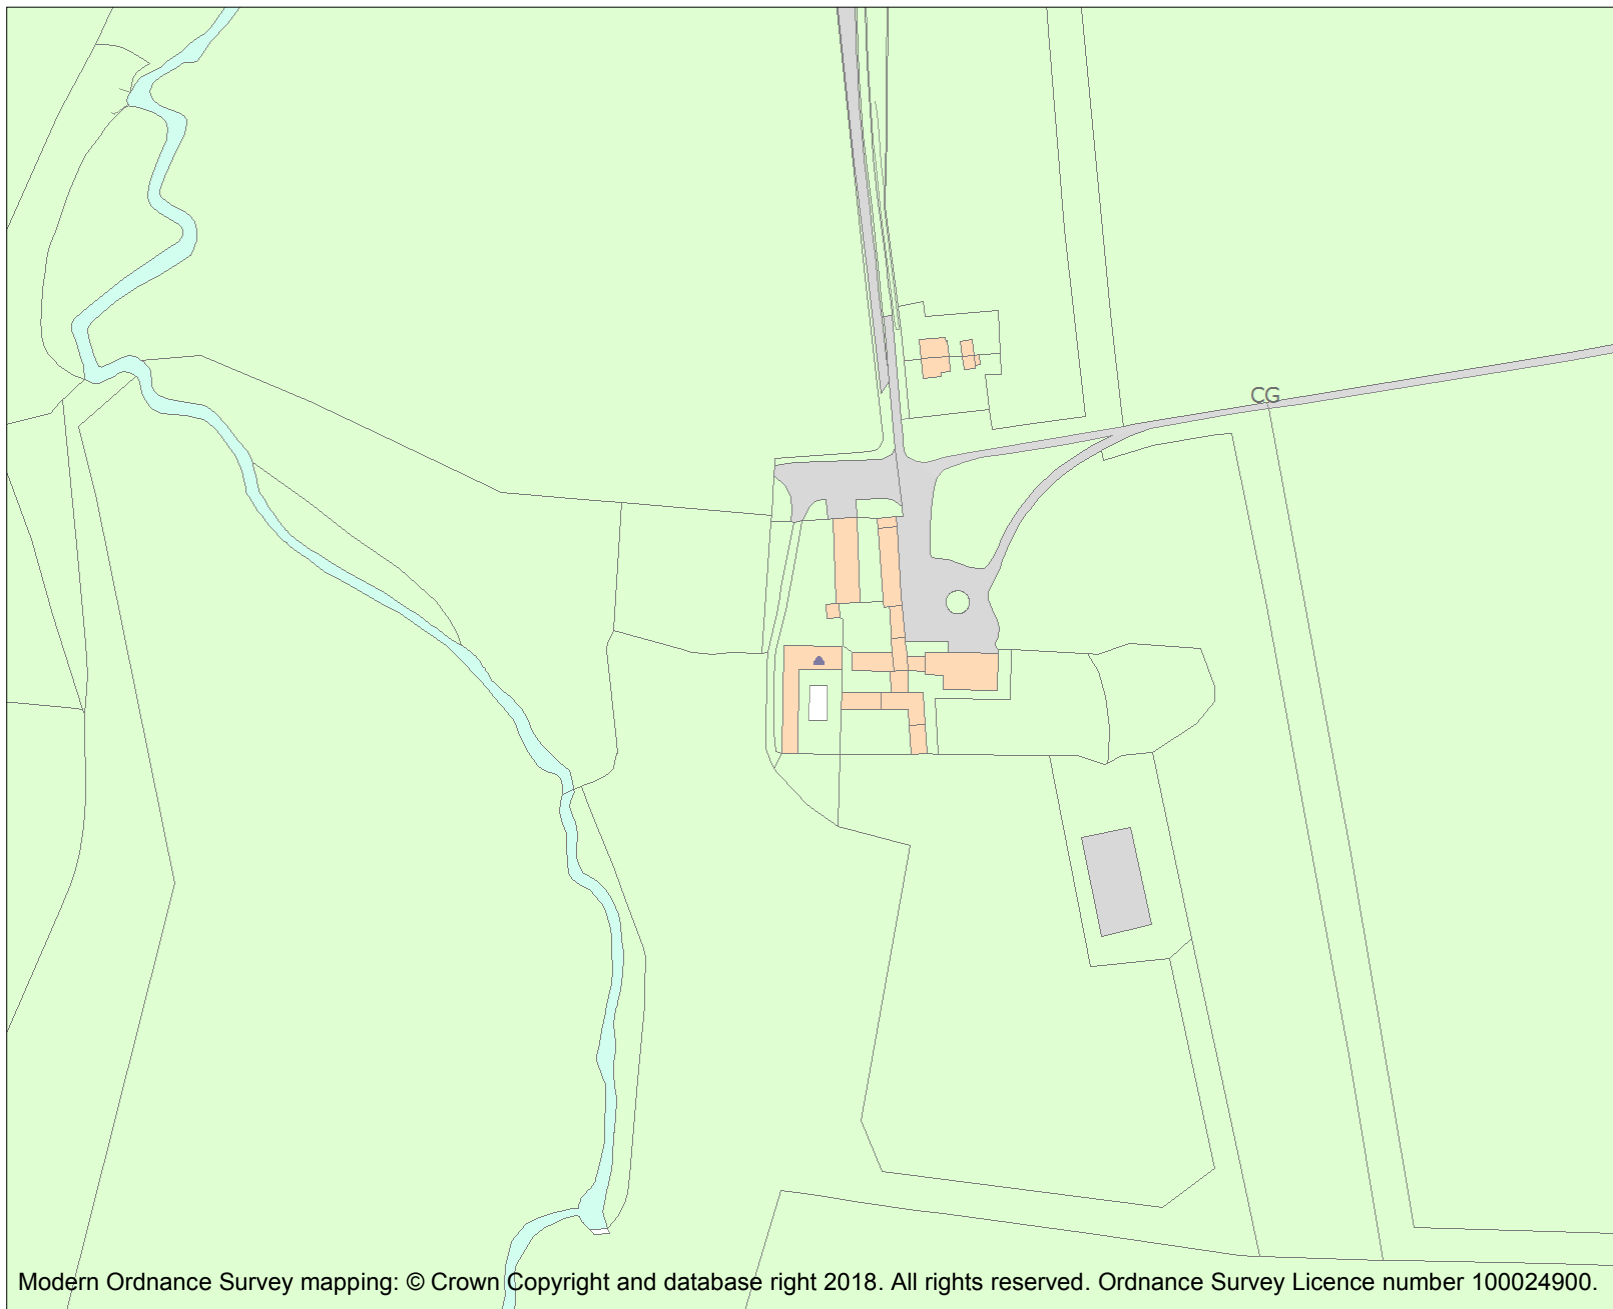 CG
Modern Ordnance Survey mapping: © Crown Copyright and database right 2018. All rights reserved. Ordnance Survey Licence number 100024900.